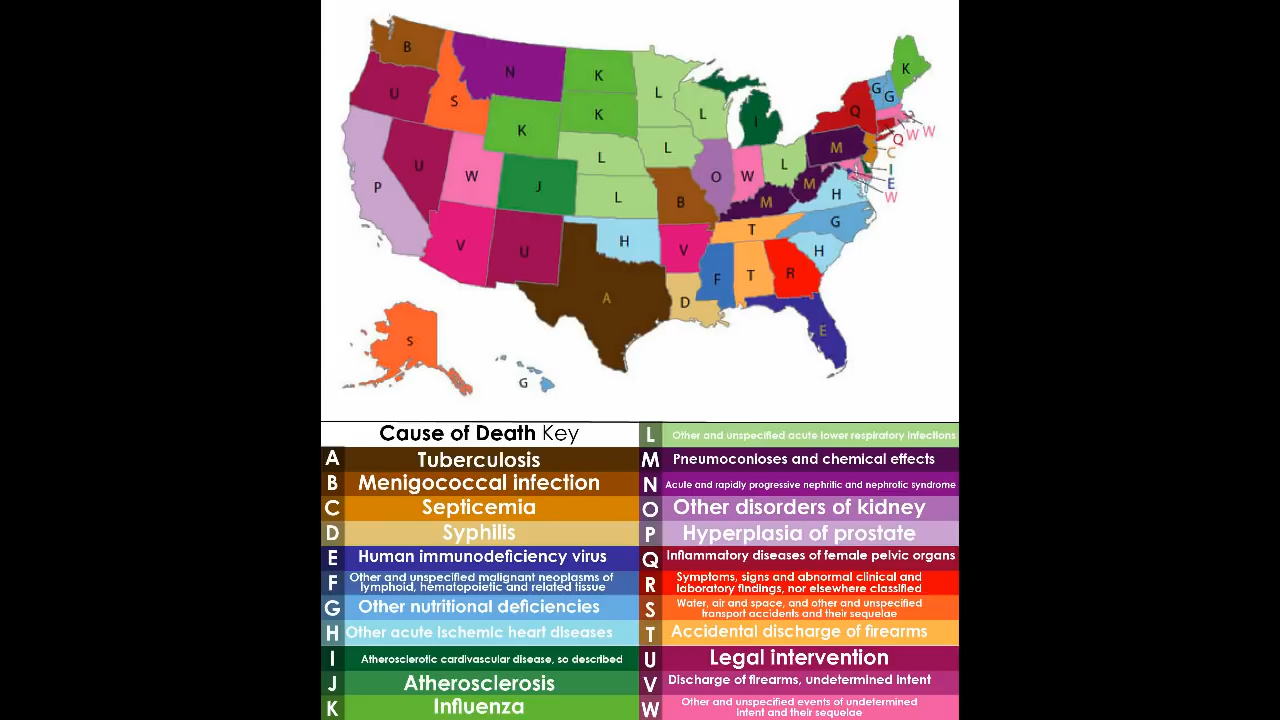 B
N
K
K
U
S
L
L
I
G
G
Q
W
W
Q
K
K
L
L
C
M
I
P
U
W
J
L
O
W
L
M
E
W
H
B
M
V
U
H
V
T
G
H
A
D
F
T
R
E
S
G
Cause of Death Key
A Tuberculosis
B Menigococcal infection
C Septicemia
D Syphilis
E Human immunodeficiency virus
F Other and unspecified malignant neoplasms of
lymphoid, hematopoietic and related tissue
G Other nutritional deficiencies
H Other acute ischemic heart diseases
I Atherosclerotic cardiovascular disease, so described
J Atherosclerosis
K Influenza
L Other and unspecified acute lower respiratory infections
M Pneumoconloses and chemical effects
N Acute and rapidly progressive nephritic and nephrotic syndrome
O Other disorders of kidney
P Hyperplasia of prostate
Q Inflammatory diseases of female pelvic organs
R Symptoms, signs and abnormal clinical and
laboratory findings, nor elsewhere classified
S Water, air and space, and other and unspecified
transport accidents and their sequelae
T Accidental discharge of firearms
U Legal intervention
V Discharge of firearms, undetermined intent
W Other and unspecified events of undetermined
intent and their sequelae